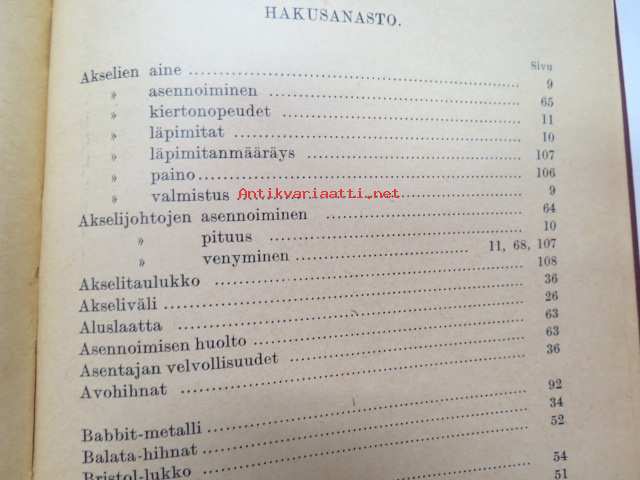 HAKUSANASTO.
Sivu
Akselien aine ........ 9
» asennoiminen ........ 65
» kiertonopeudet ........ 11
» läpimitat ........ 10
» läpimitanmääräys ........ 107
» paino ........ 106
» valmistus ........ 9
Antikvariaatti.net
Akselijohtojen asennoiminen ........ 64
» pituus ........ 10
» venyminen ........ 11, 68, 107
Akselitaulukko ........ 108
Akseliväli ........ 36
Aluslaatta ........ 26
Asennoimisen huolto ........ 63
Asentajan velvollisuudet ........ 63
Avohihnat ........ 36
Babbit-metalli ........ 92
Balata-hihnat ........ 34
Bristol-lukko ........ 52
54
51